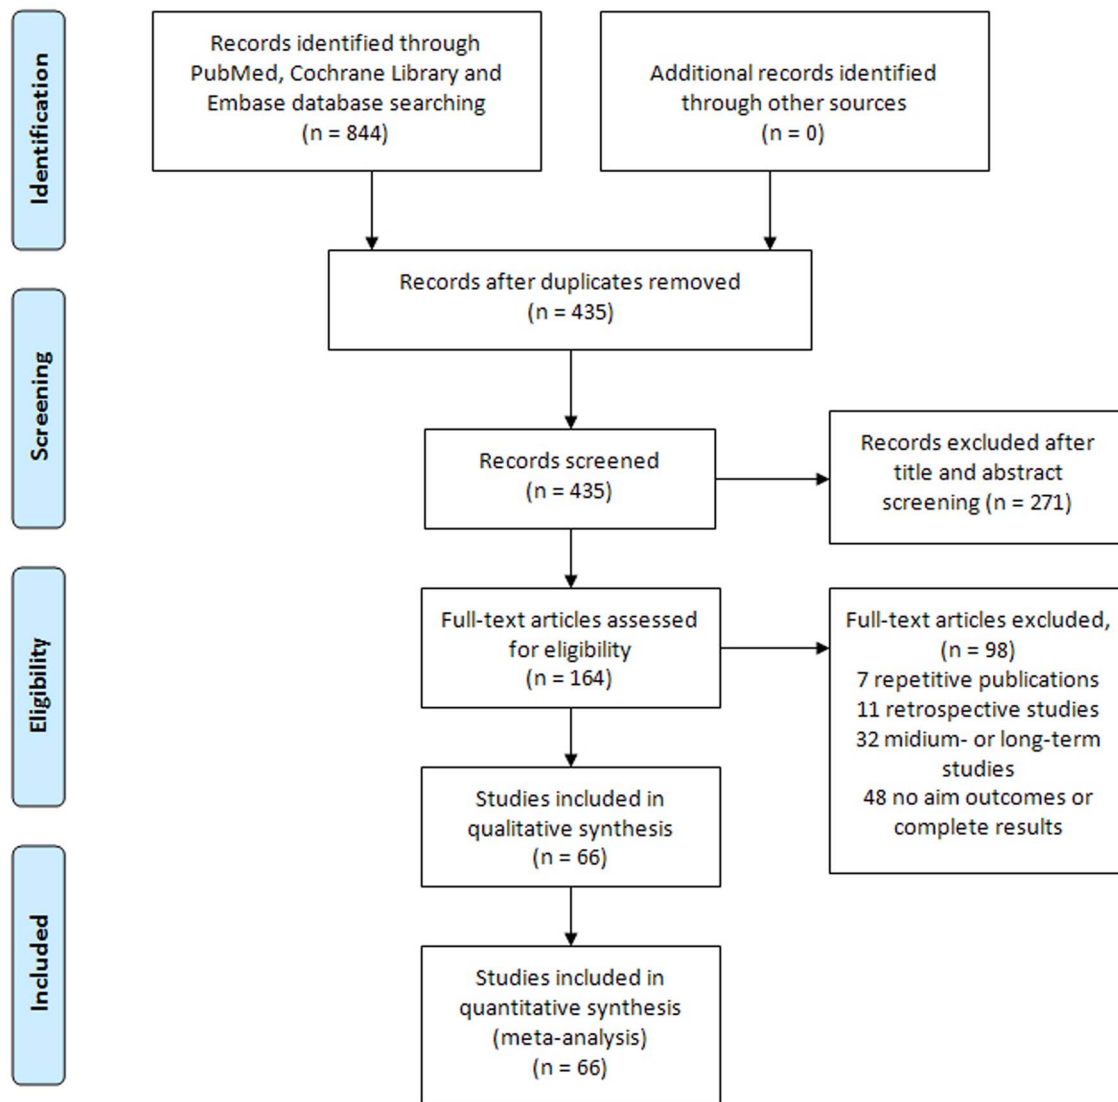 Identification
Records identified through
PubMed, Cochrane Library and
Embase database searching
(n = 844)
Additional records identified
through other sources
(n = 0)
Records after duplicates removed
(n = 435)
Screening
Records screened
(n = 435)
Records excluded after
title and abstract
screening (n = 271)
Eligibility
Full-text articles assessed
for eligibility
(n = 164)
Full-text articles excluded,
(n = 98)
7 repetitive publications
11 retrospective studies
32 midium- or long-term
studies
48 no aim outcomes or
complete results
Studies included in
qualitative synthesis
(n = 66)
Included
Studies included in
quantitative synthesis
(meta-analysis)
(n = 66)